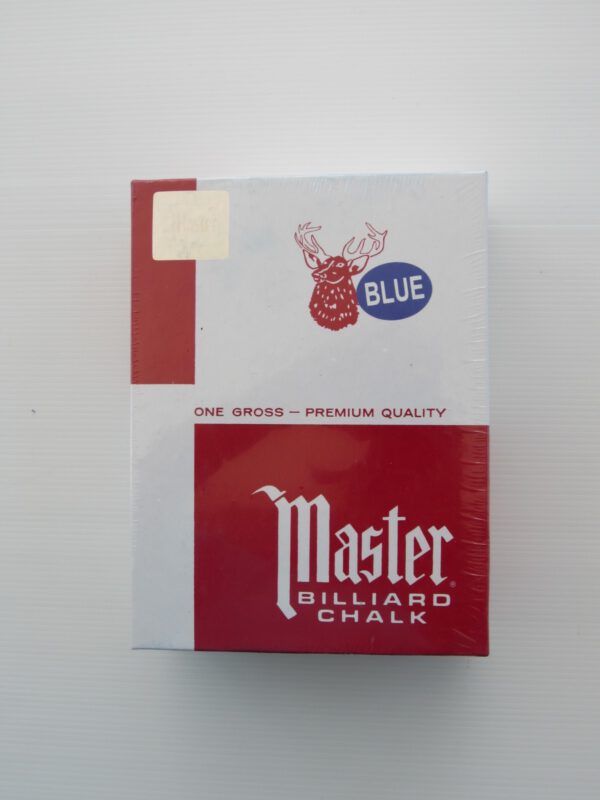 BLUE
ONE GROSS — PREMIUM QUALITY
Master®
BILLIARD
CHALK